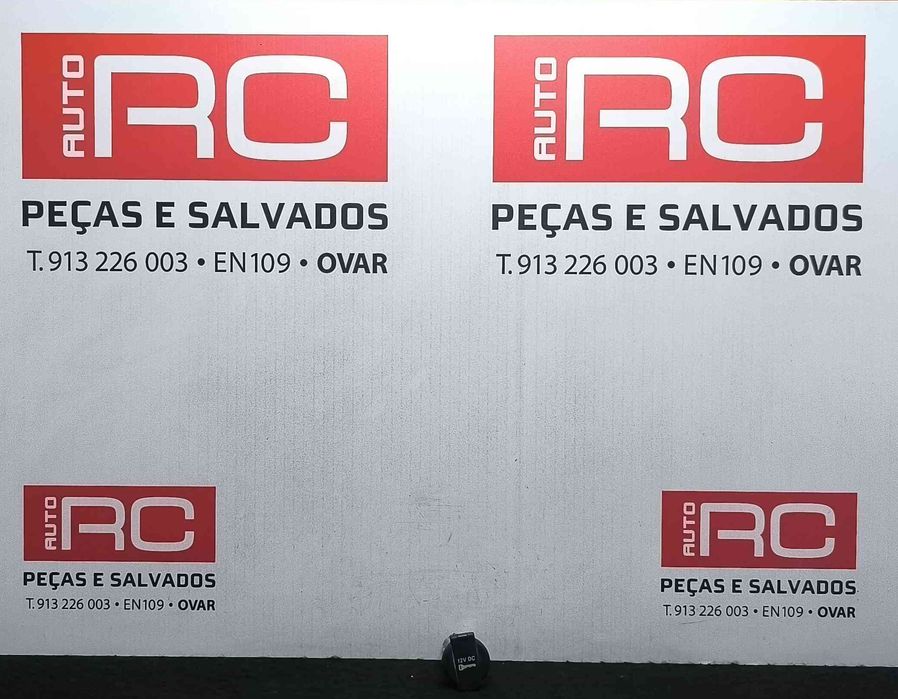 AUTO RC
PEÇAS E SALVADOS
T. 913 226 003 • EN109 • OVAR
AUTO RC
PEÇAS E SALVADOS
T. 913 226 003 • EN109 • OVAR
AUTO RC
PEÇAS E SALVADOS
T. 913 226 003 • EN109 • OVAR
AUTO RC
PEÇAS E SALVADOS
T. 913 226 003 • EN109 • OVAR
12V DC